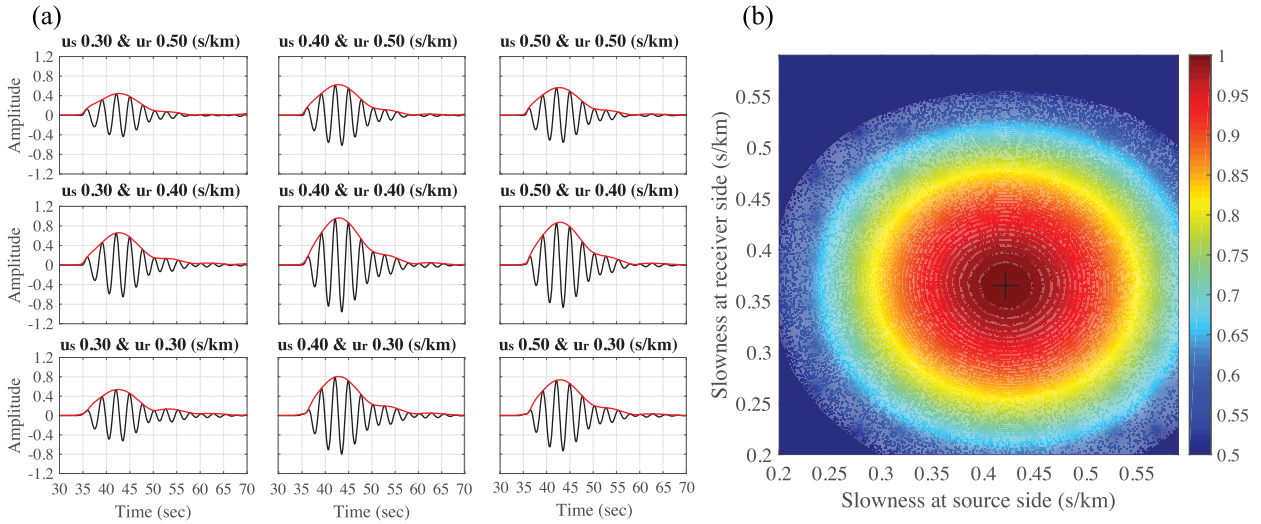 (a)
us 0.30 & ur 0.50 (s/km)
us 0.40 & ur 0.50 (s/km)
us 0.50 & ur 0.50 (s/km)
1.2
0.8
0.4
0
-0.4
-0.8
-1.2
Amplitude
us 0.30 & ur 0.40 (s/km)
us 0.40 & ur 0.40 (s/km)
us 0.50 & ur 0.40 (s/km)
1.2
0.8
0.4
0
-0.4
-0.8
-1.2
Amplitude
us 0.30 & ur 0.30 (s/km)
us 0.40 & ur 0.30 (s/km)
us 0.50 & ur 0.30 (s/km)
1.2
0.8
0.4
0
-0.4
-0.8
-1.2
Amplitude
30 35 40 45 50 55 60 65 70
30 35 40 45 50 55 60 65 70
30 35 40 45 50 55 60 65 70
Time (sec)
Time (sec)
Time (sec)
(b)
Slowness at receiver side (s/km)
0.55
0.5
0.45
0.4
0.35
0.3
0.25
0.2
0.2 0.25 0.3 0.35 0.4 0.45 0.5 0.55
Slowness at source side (s/km)
1
0.95
0.9
0.85
0.8
0.75
0.7
0.65
0.6
0.55
0.5